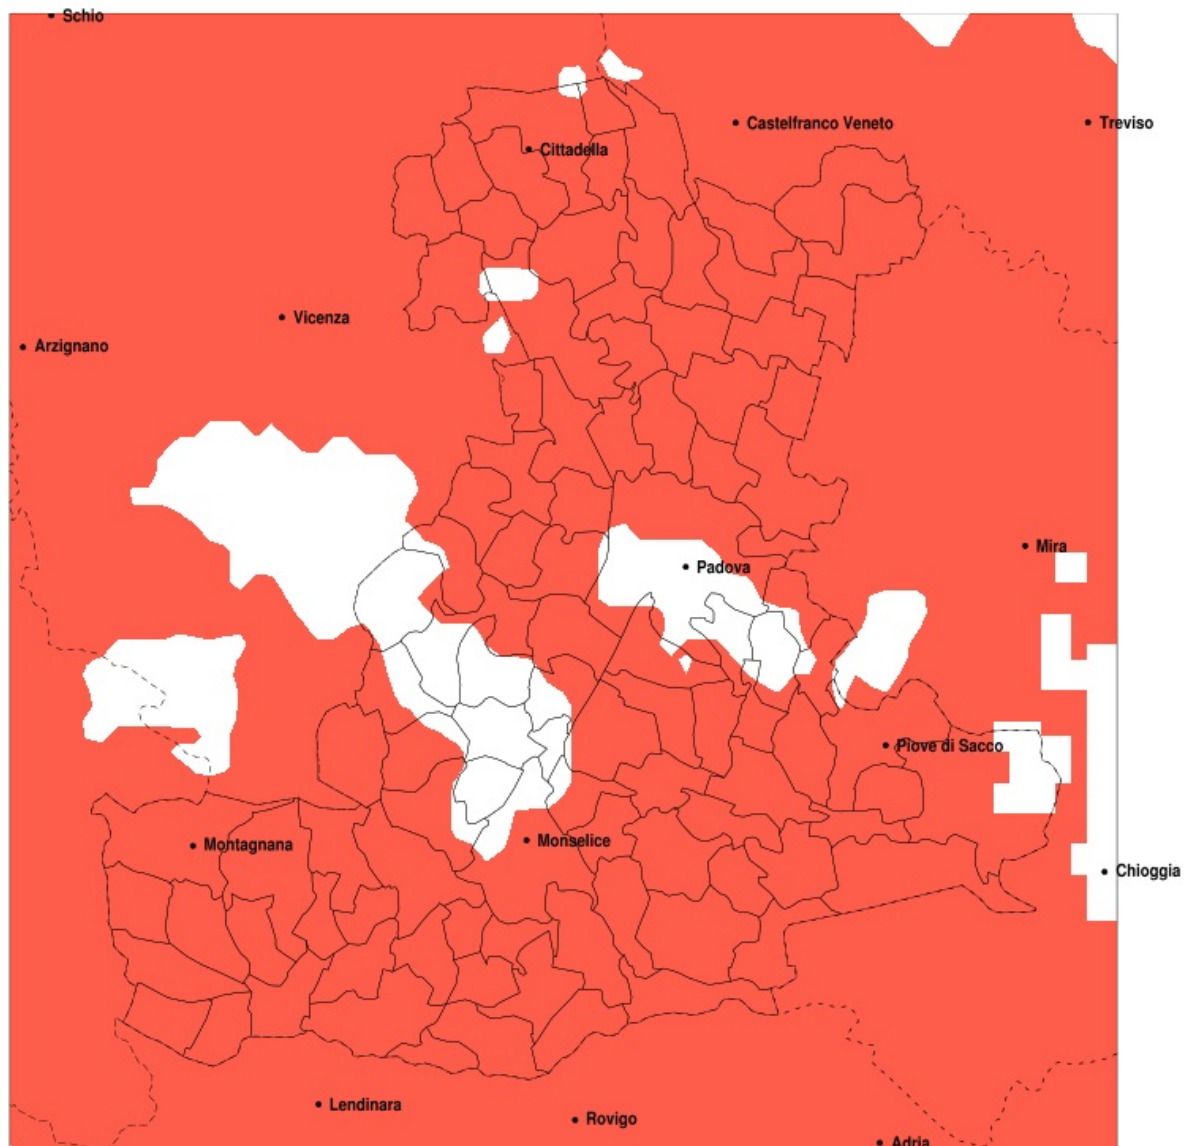 Schio
Castelfranco Veneto
Treviso
Cittadella
Vicenza
Arzignano
Mira
Padova
Piove di Sacco
Monselice
Montagnana
Chioggia
Lendinara
Rovigo
Adria